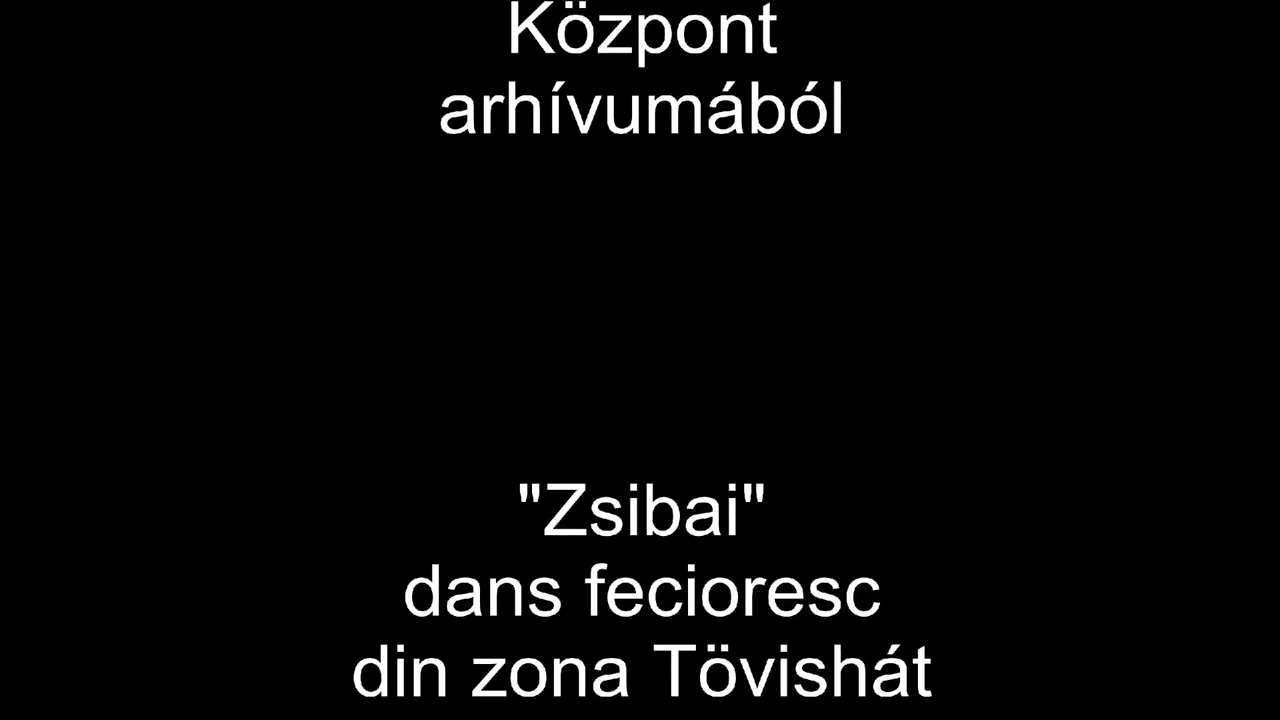 Központ
arhívumából
"Zsibai"
dans fecioresc
din zona Tövishát